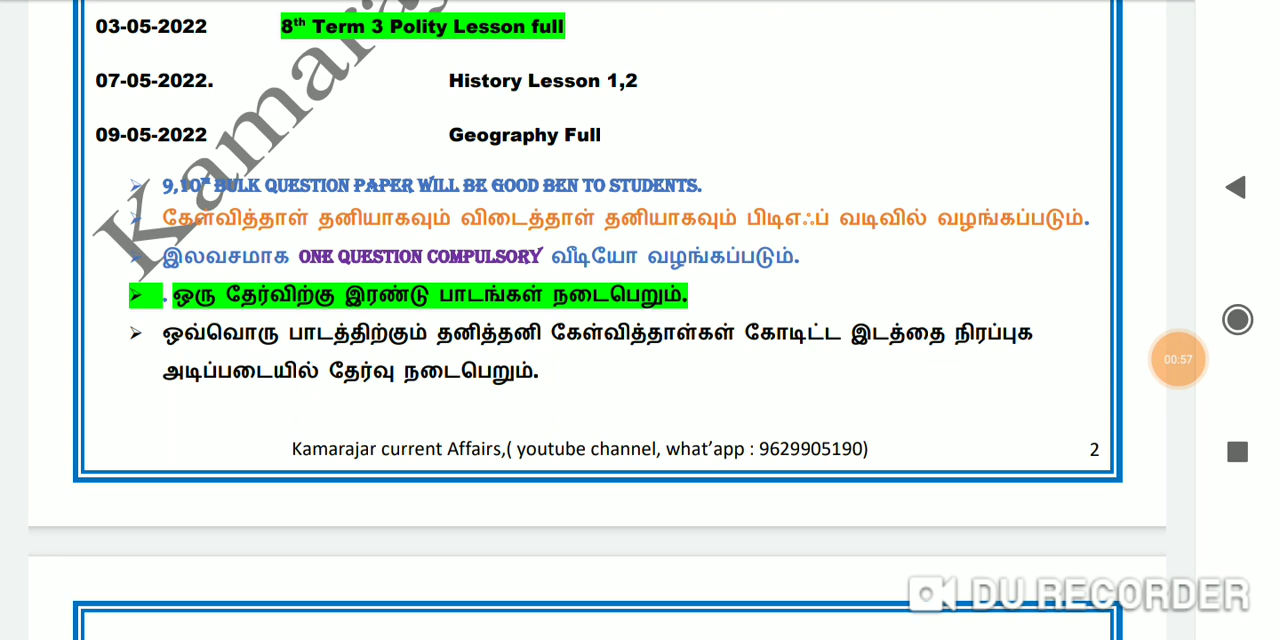 03-05-2022 8th Term 3 Polity Lesson full
07-05-2022. History Lesson 1,2
09-05-2022 Geography Full
➢ 9,10th BULK QUESTION PAPER WILL BE GOOD BEN TO STUDENTS.
➢ கேள்வித்தாள் தனியாகவும் விடைத்தாள் தனியாகவும் பிடிஎஃப் வடிவில் வழங்கப்படும்.
➢ இலவசமாக ONE QUESTION COMPULSORY வீடியோ வழங்கப்படும்.
➢ . ஒரு தேர்விற்கு இரண்டு பாடங்கள் நடைபெறும்.
➢ ஒவ்வொரு பாடத்திற்கும் தனித்தனி கேள்வித்தாள்கள் கோடிட்ட இடத்தை நிரப்புக
அடிப்படையில் தேர்வு நடைபெறும்.
Kamarajar current Affairs,( youtube channel, what’app : 9629905190) 2
00:57
DU RECORDER